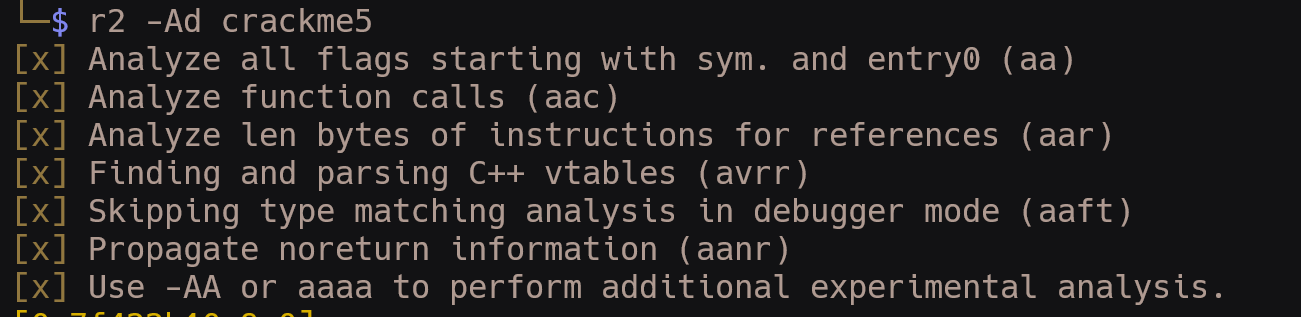 └─$ r2 -Ad crackme5
[x] Analyze all flags starting with sym. and entry0 (aa)
[x] Analyze function calls (aac)
[x] Analyze len bytes of instructions for references (aar)
[x] Finding and parsing C++ vtables (avrr)
[x] Skipping type matching analysis in debugger mode (aaft)
[x] Propagate noreturn information (aanr)
[x] Use -AA or aaaa to perform additional experimental analysis.